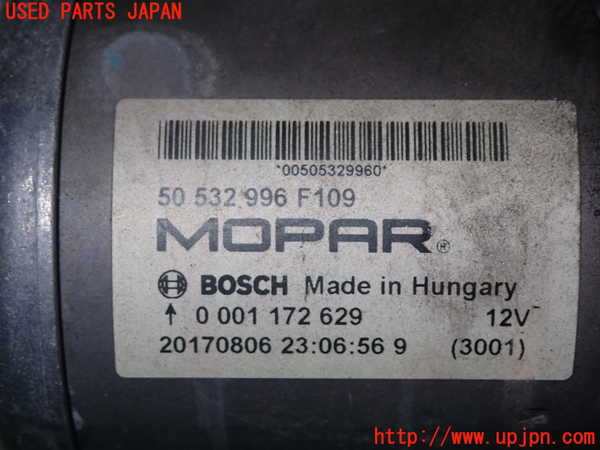 USED PARTS JAPAN
*00505329960*
50 532 996 F109
MOPAR®
BOSCH Made in Hungary
↑ 0 001 172 629 12V
20170806 23:06:56 9 (3001)
http://www.upjpn.com/